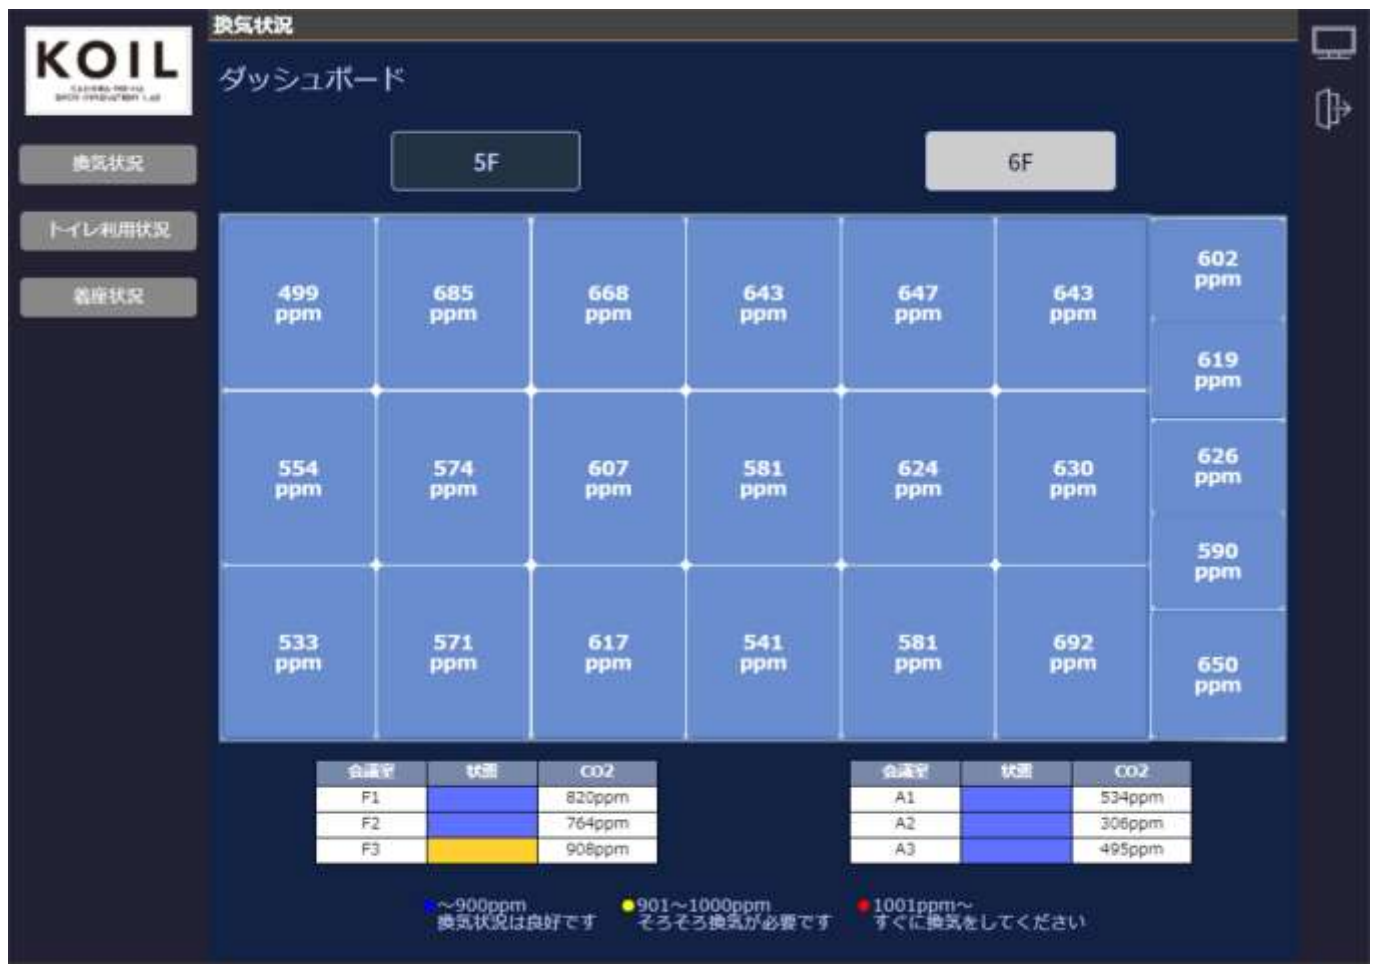 換気状況
KOIL
ダッシュボード
5F
6F
換気状況
トイレ利用状況
着座状況
499
ppm
685
ppm
668
ppm
643
ppm
647
ppm
643
ppm
602
ppm
619
ppm
554
ppm
574
ppm
607
ppm
581
ppm
624
ppm
630
ppm
626
ppm
590
ppm
533
ppm
571
ppm
617
ppm
541
ppm
581
ppm
692
ppm
650
ppm
会議室 状態 CO2
F1 820ppm
F2 764ppm
F3 908ppm
会議室 状態 CO2
A1 534ppm
A2 306ppm
A3 495ppm
～900ppm
換気状況は良好です
901～1000ppm
そろそろ換気が必要です
1001ppm～
すぐに換気をしてください